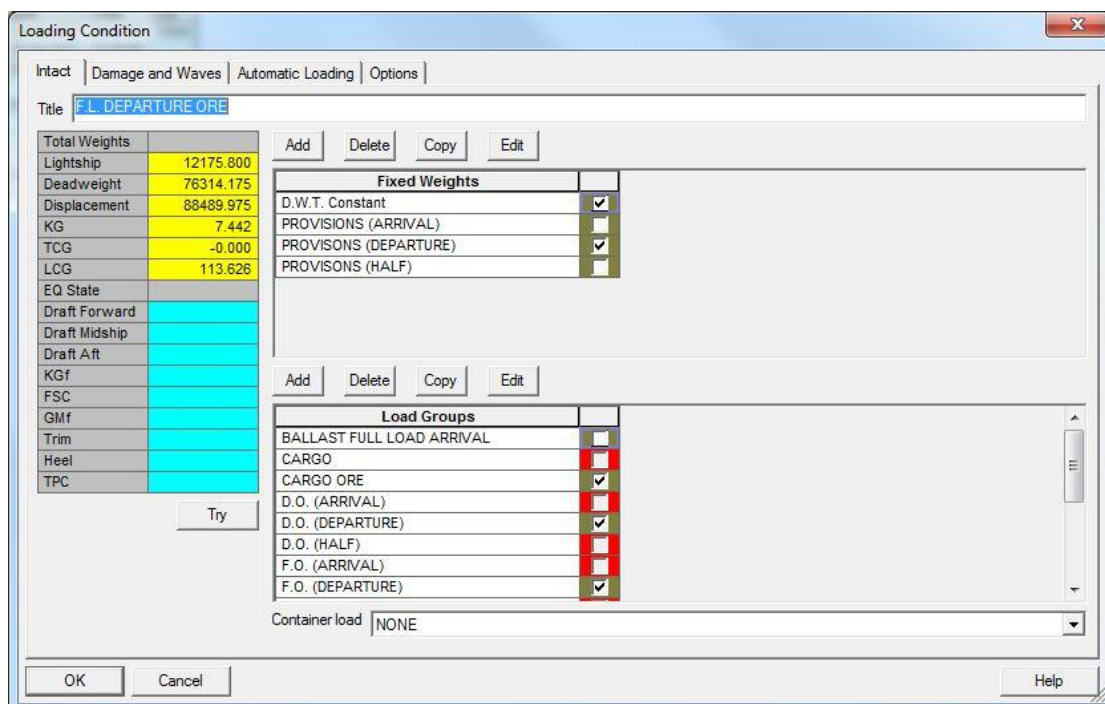 Loading Condition
Intact Damage and Waves Automatic Loading Options
Title F.L. DEPARTURE ORE
Total Weights
Lightship 12175.800
Deadweight 76314.175
Displacement 88489.975
KG 7.442
TCG -0.000
LCG 113.626
EQ State
Draft Forward
Draft Midship
Draft Aft
KGf
FSC
GMf
Trim
Heel
TPC
Try
Add Delete Copy Edit
Fixed Weights
D.W.T. Constant
PROVISIONS (ARRIVAL)
PROVISONS (DEPARTURE)
PROVISONS (HALF)
Add Delete Copy Edit
Load Groups
BALLAST FULL LOAD ARRIVAL
CARGO
CARGO ORE
D.O. (ARRIVAL)
D.O. (DEPARTURE)
D.O. (HALF)
F.O. (ARRIVAL)
F.O. (DEPARTURE)
Container load NONE
OK Cancel Help